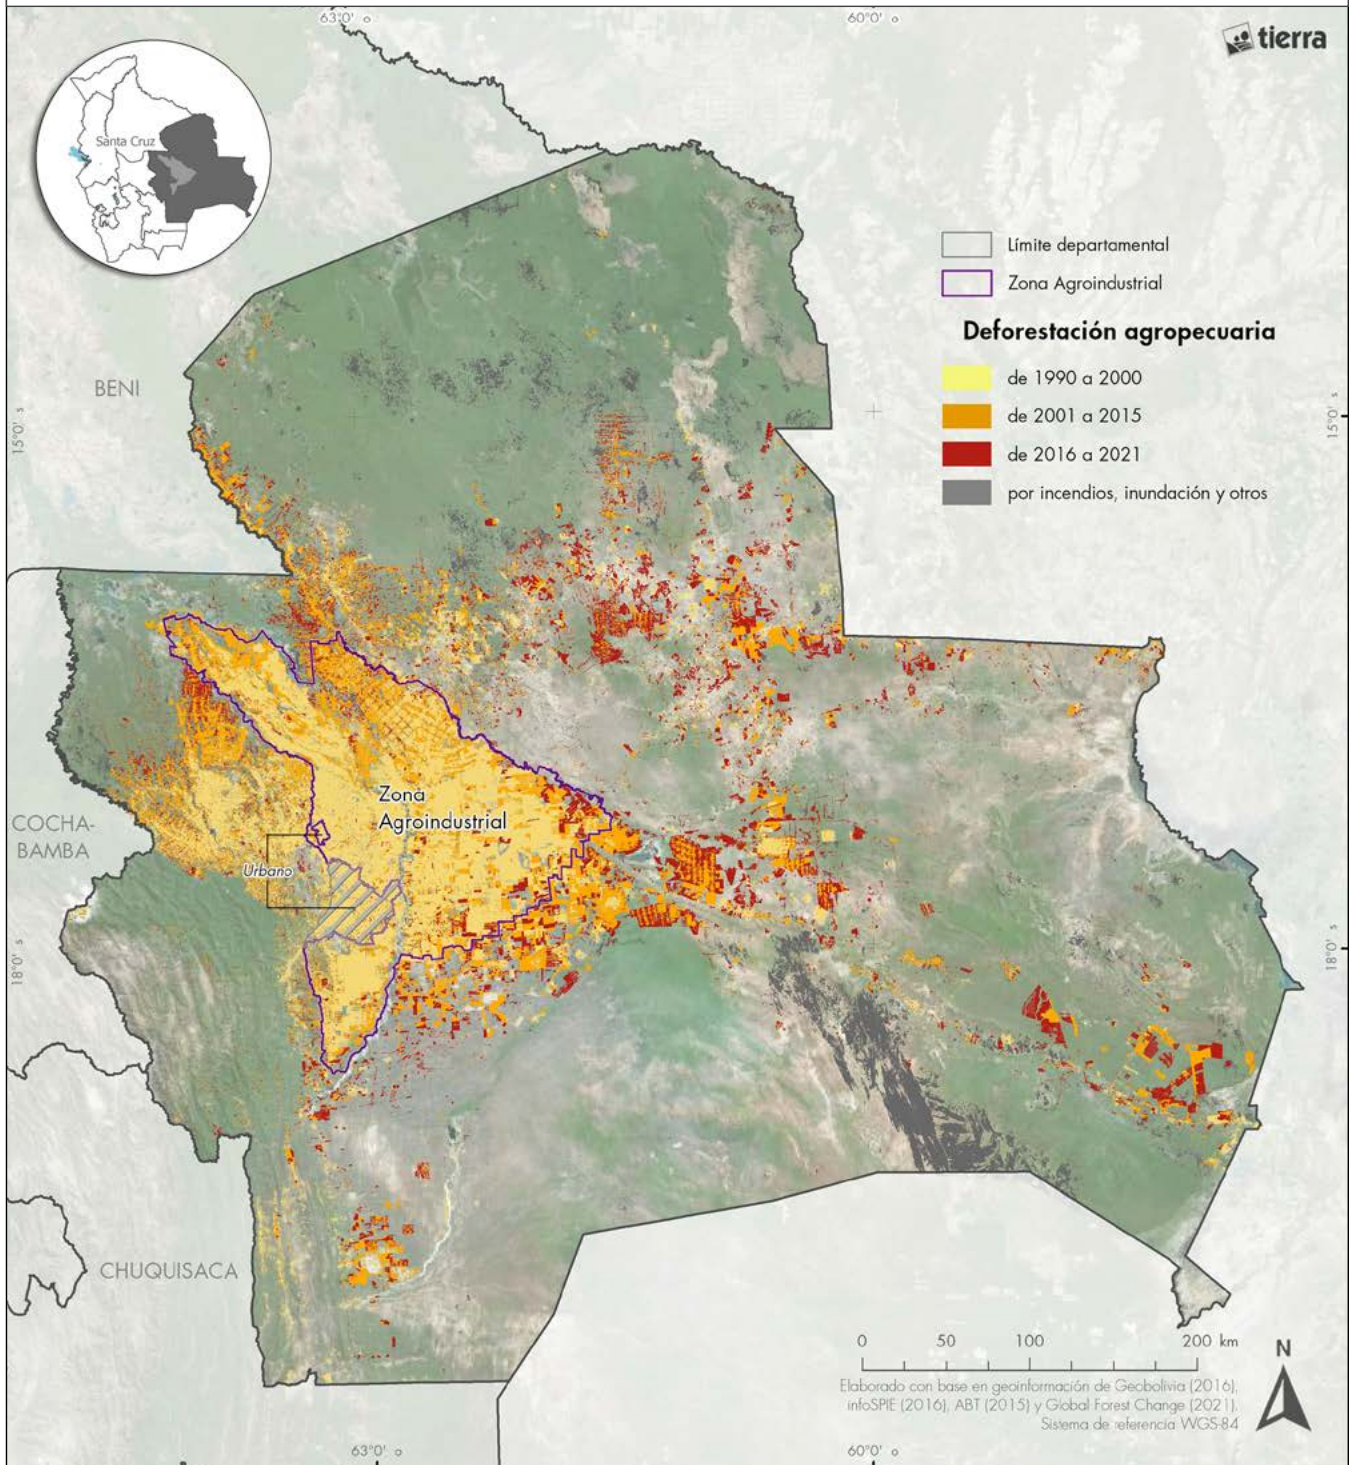 63°0' o
60°0' o
tierra
Santa Cruz
Límite departamental
Zona Agroindustrial
Deforestación agropecuaria
de 1990 a 2000
de 2001 a 2015
de 2016 a 2021
por incendios, inundación y otros
BENI
15°0' s
15°0' s
Zona
Agroindustrial
COCHA-
BAMBA
Urbano
18°0' s
18°0' s
CHUQUISACA
0 50 100 200 km
N
Elaborado con base en geoinformación de Geobolivia (2016),
infoSPIE (2016), ABT (2015) y Global Forest Change (2021).
Sistema de referencia WGS-84
63°0' o
60°0' o